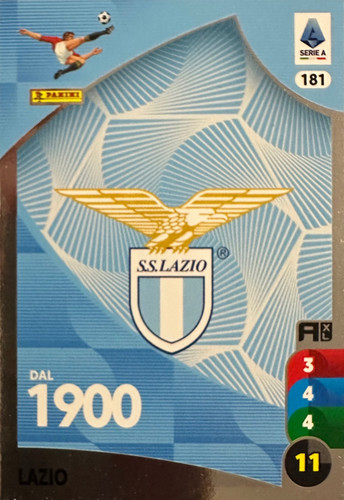 SERIE A
181
PANINI
S.S.LAZIO®
DAL
1900
A XL
3
4
4
11
LAZIO